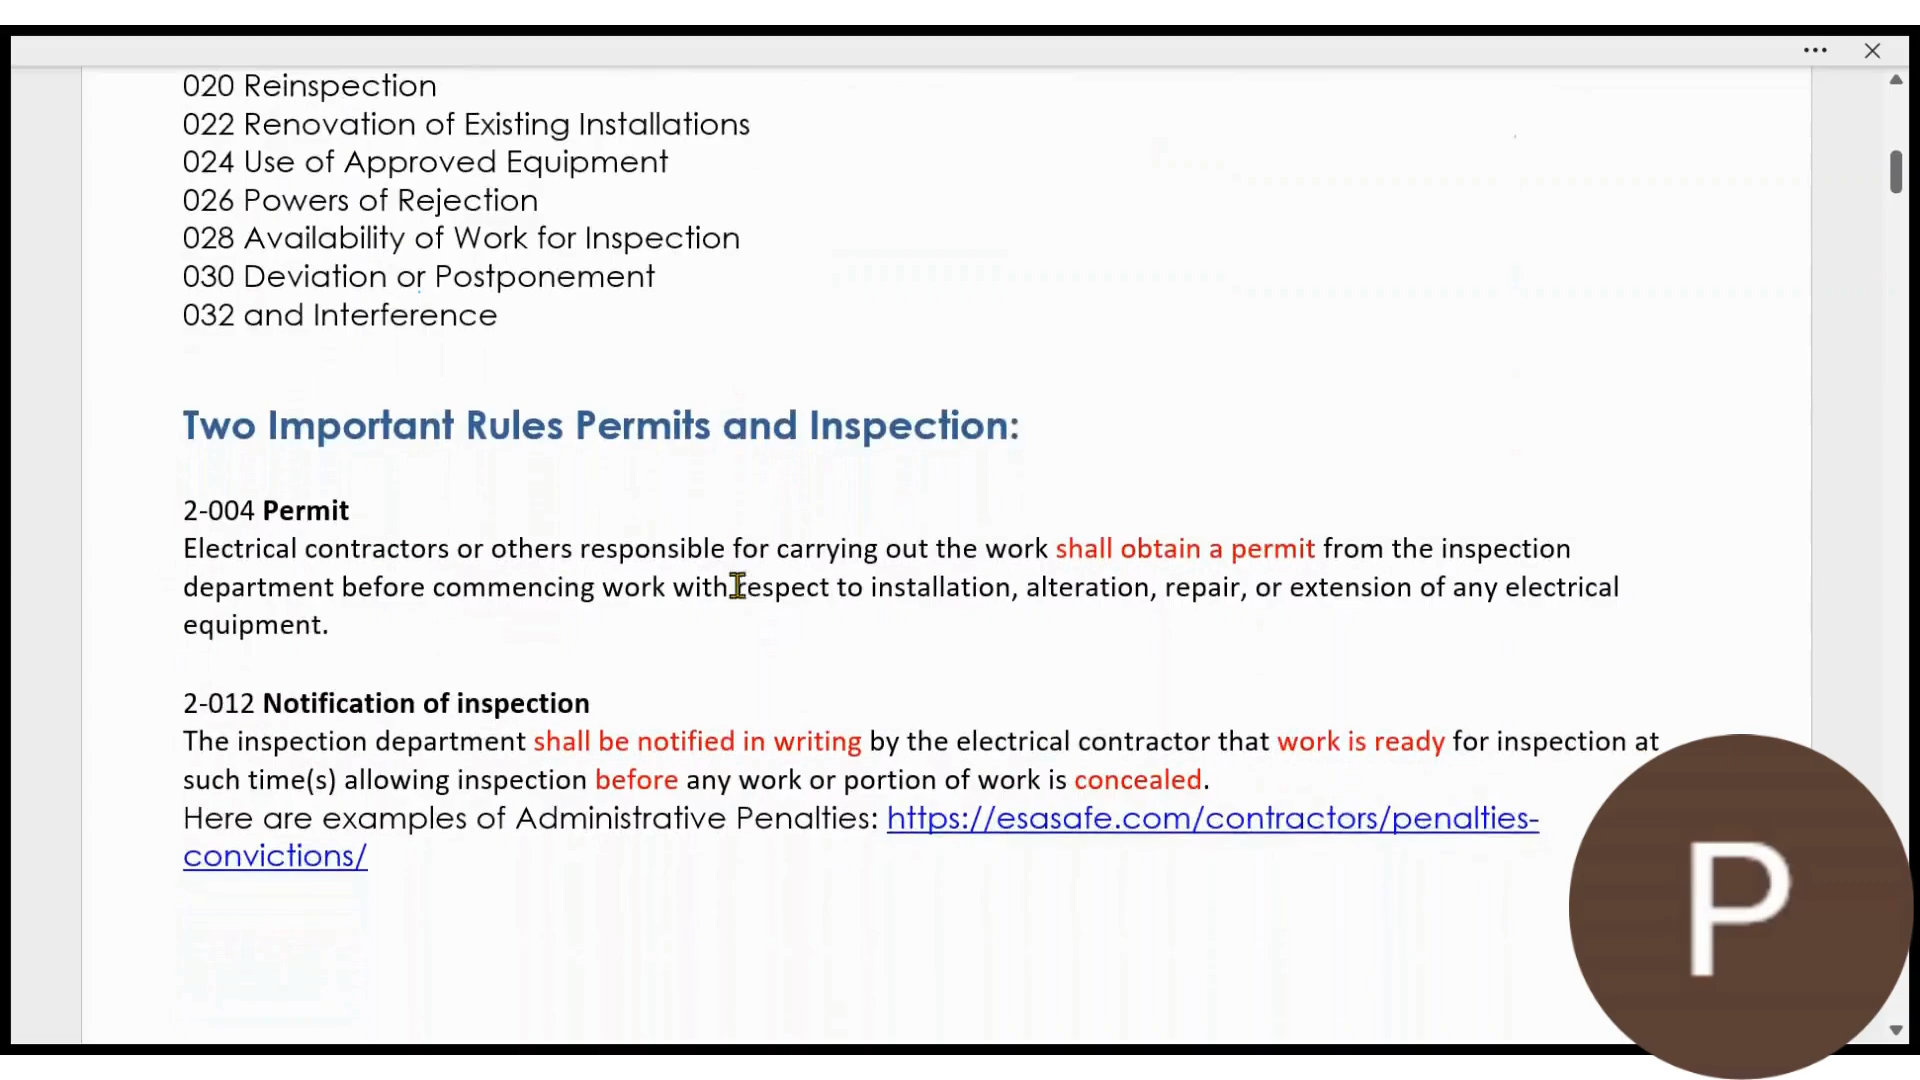 020 Reinspection
022 Renovation of Existing Installations
024 Use of Approved Equipment
026 Powers of Rejection
028 Availability of Work for Inspection
030 Deviation or Postponement
032 and Interference
Two Important Rules Permits and Inspection:
2-004 Permit
Electrical contractors or others responsible for carrying out the work shall obtain a permit from the inspection
department before commencing work with respect to installation, alteration, repair, or extension of any electrical
equipment.
2-012 Notification of inspection
The inspection department shall be notified in writing by the electrical contractor that work is ready for inspection at
such time(s) allowing inspection before any work or portion of work is concealed.
Here are examples of Administrative Penalties: https://esasafe.com/contractors/penalties-
convictions/
P